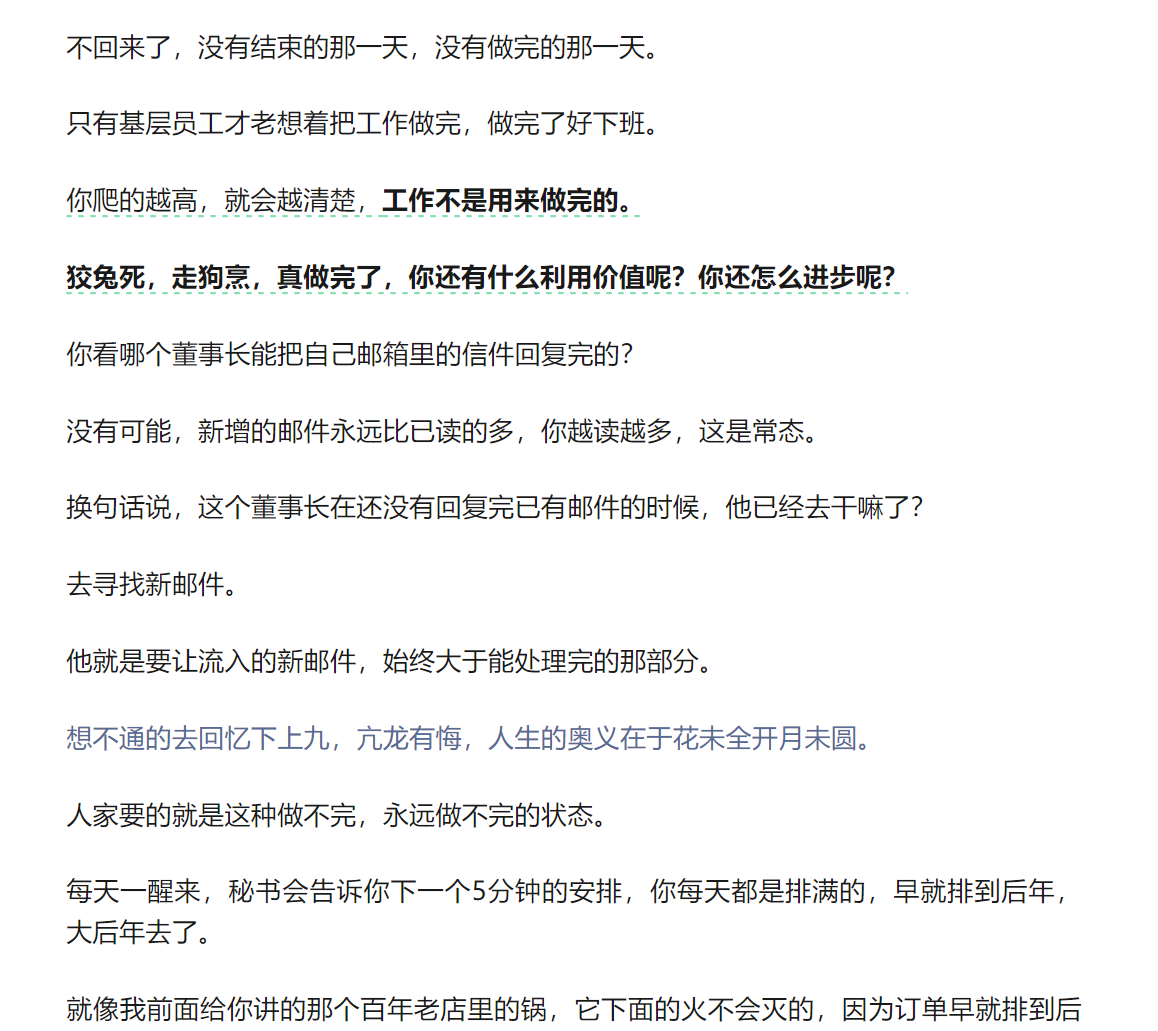 不回来了，没有结束的那一天，没有做完的那一天。
只有基层员工才老想着把工作做完，做完了好下班。
你爬的越高，就会越清楚，工作不是用来做完的。
狡兔死，走狗烹，真做完了，你还有什么利用价值呢？你还怎么进步呢？
你看哪个董事长能把自己邮箱里的信件回复完的？
没有可能，新增的邮件永远比已读的多，你越读越多，这是常态。
换句话说，这个董事长在还没有回复完已有邮件的时候，他已经去干嘛了？
去寻找新邮件。
他就是要让流入的新邮件，始终大于能处理完的那部分。
想不通的去回忆下上九，亢龙有悔，人生的奥义在于花未全开月未圆。
人家要的就是这种做不完，永远做不完的状态。
每天一醒来，秘书会告诉你下一个5分钟的安排，你每天都是排满的，早就排到后年，
大后年去了。
就像我前面给你讲的那个百年老店里的锅，它下面的火不会灭的，因为订单早就排到后